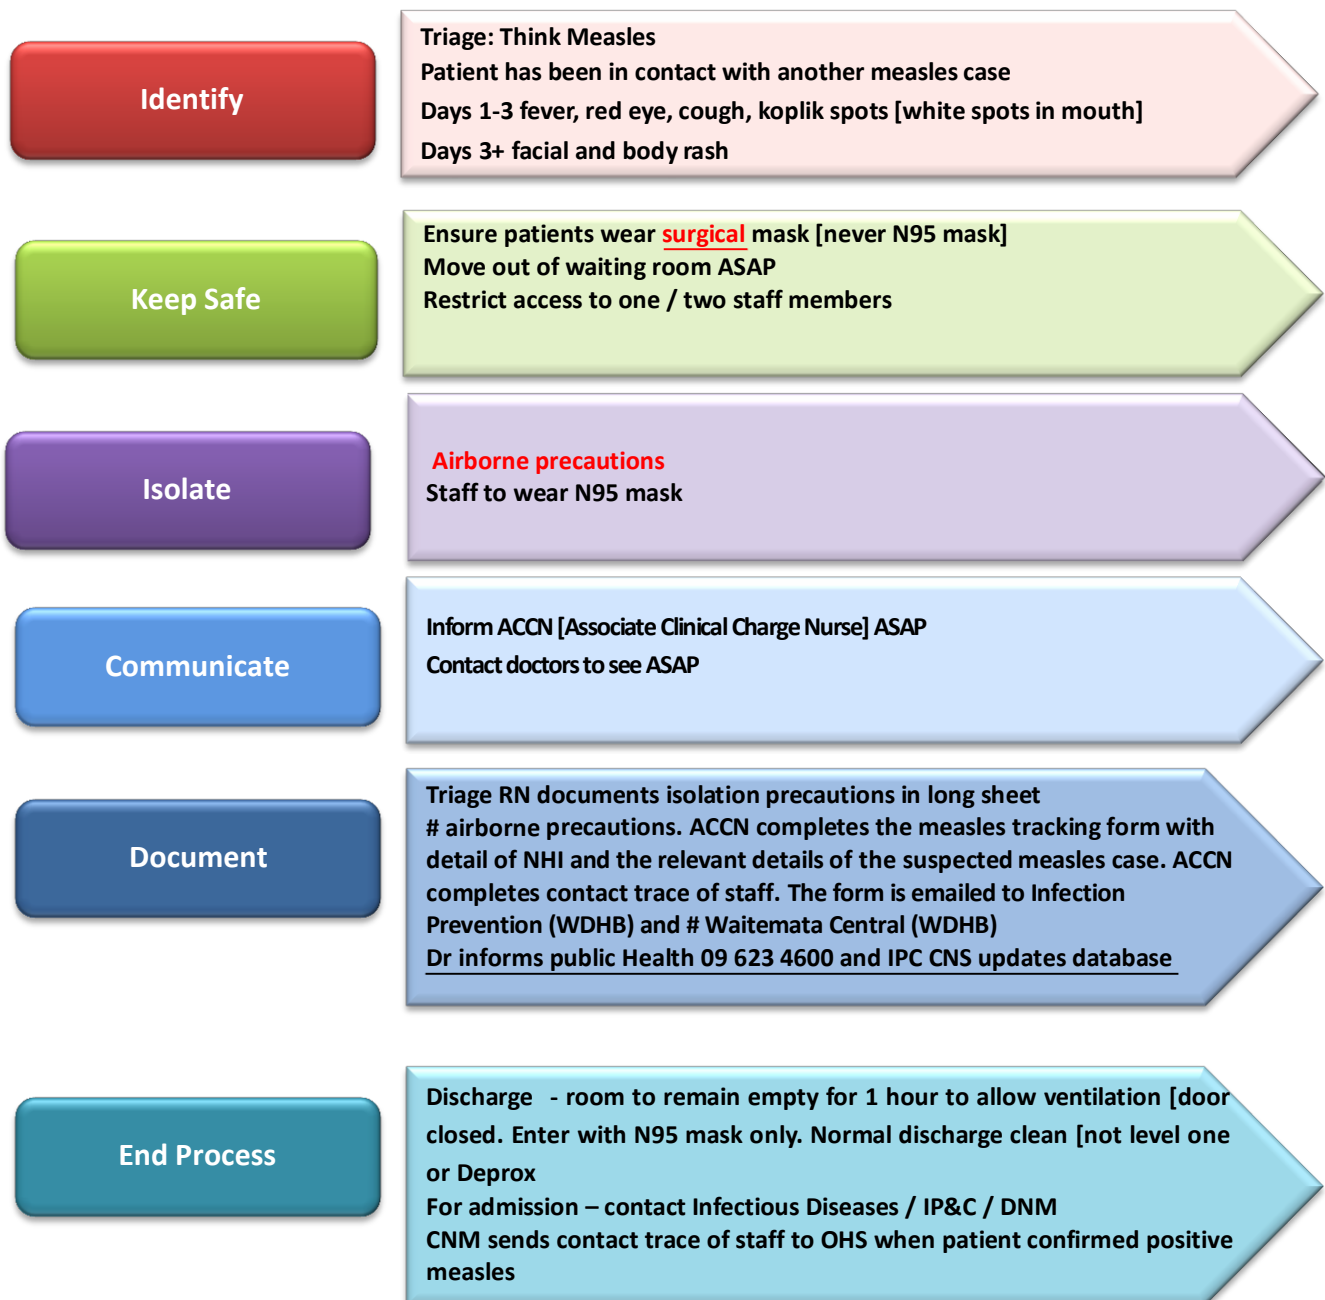 Identify
Triage: Think Measles
Patient has been in contact with another measles case
Days 1-3 fever, red eye, cough, koplik spots [white spots in mouth]
Days 3+ facial and body rash
Keep Safe
Ensure patients wear surgical mask [never N95 mask]
Move out of waiting room ASAP
Restrict access to one / two staff members
Isolate
Airborne precautions
Staff to wear N95 mask
Communicate
Inform ACCN [Associate Clinical Charge Nurse] ASAP
Contact doctors to see ASAP
Document
Triage RN documents isolation precautions in long sheet
# airborne precautions. ACCN completes the measles tracking form with
detail of NHI and the relevant details of the suspected measles case. ACCN
completes contact trace of staff. The form is emailed to Infection
Prevention (WDHB) and # Waitemata Central (WDHB)
Dr informs public Health 09 623 4600 and IPC CNS updates database
End Process
Discharge - room to remain empty for 1 hour to allow ventilation [door
closed. Enter with N95 mask only. Normal discharge clean [not level one
or Deprox
For admission – contact Infectious Diseases / IP&C / DNM
CNM sends contact trace of staff to OHS when patient confirmed positive
measles